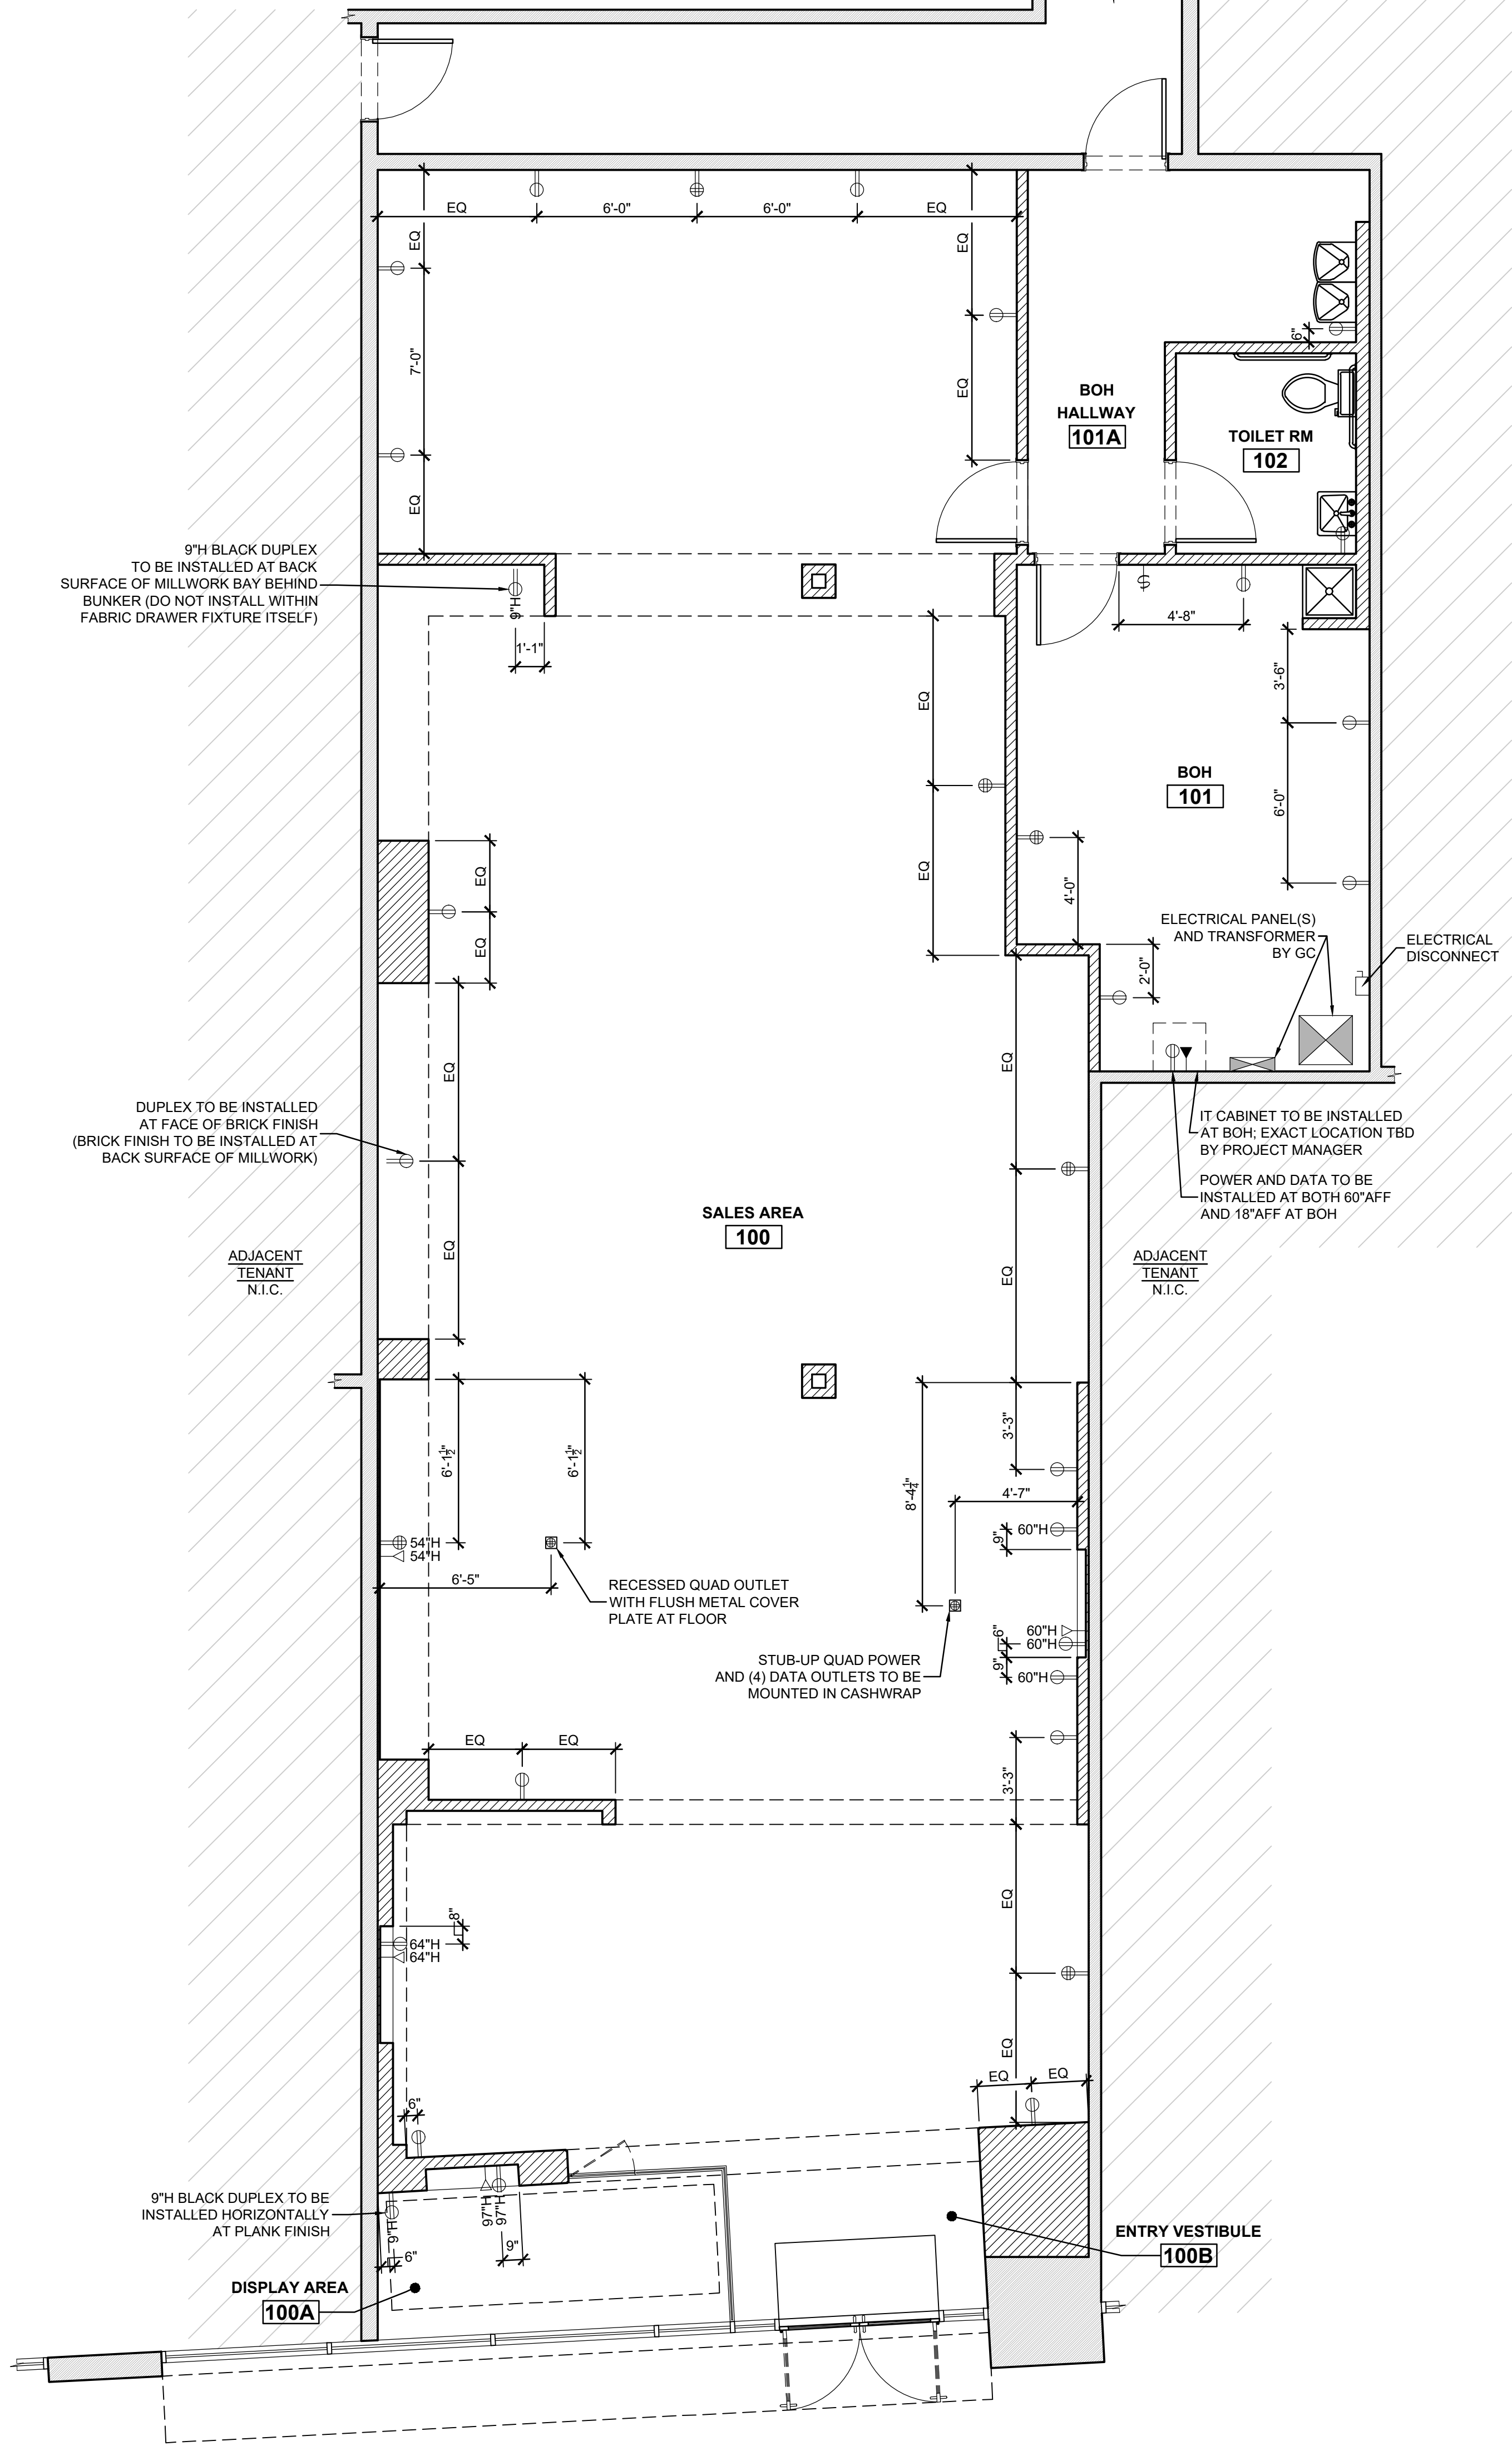 EQ
6'-0"
6'-0"
EQ
EQ
7'-0"
EQ
EQ
EQ
6"
BOH
HALLWAY
101A
TOILET RM
102
9"H BLACK DUPLEX
TO BE INSTALLED AT BACK
SURFACE OF MILLWORK BAY BEHIND
BUNKER (DO NOT INSTALL WITHIN
FABRIC DRAWER FIXTURE ITSELF)
9"H
1'-1"
4'-8"
3'-6"
6'-0"
EQ
EQ
BOH
101
4'-0"
2'-0"
EQ
EQ
ELECTRICAL PANEL(S)
AND TRANSFORMER
BY GC
ELECTRICAL
DISCONNECT
EQ
EQ
DUPLEX TO BE INSTALLED
AT FACE OF BRICK FINISH
(BRICK FINISH TO BE INSTALLED AT
BACK SURFACE OF MILLWORK)
EQ
EQ
IT CABINET TO BE INSTALLED
AT BOH; EXACT LOCATION TBD
BY PROJECT MANAGER
POWER AND DATA TO BE
INSTALLED AT BOTH 60"AFF
AND 18"AFF AT BOH
SALES AREA
100
ADJACENT
TENANT
N.I.C.
ADJACENT
TENANT
N.I.C.
6'-1 1/2"
6'-1 1/2"
8'-4 1/4"
3'-3"
4'-7"
54"H
54"H
6'-5"
60"H
9"
RECESSED QUAD OUTLET
WITH FLUSH METAL COVER
PLATE AT FLOOR
STUB-UP QUAD POWER
AND (4) DATA OUTLETS TO BE
MOUNTED IN CASHWRAP
6"
60"H
60"H
9"
60"H
3'-3"
EQ
EQ
8"
64"H
64"H
EQ
EQ
EQ
EQ
6"
9"H BLACK DUPLEX TO BE
INSTALLED HORIZONTALLY
AT PLANK FINISH
9"H
6"
97"H
97"H
9"
DISPLAY AREA
100A
ENTRY VESTIBULE
100B